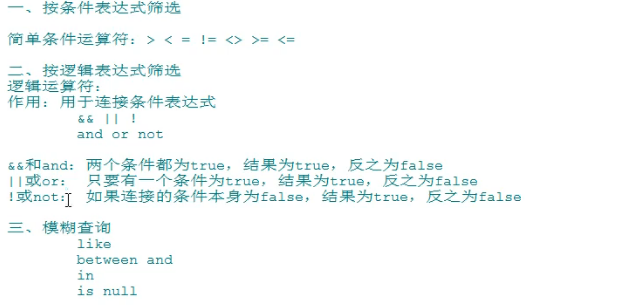 一、按条件表达式筛选
简单条件运算符：> < = != <> >= <=
二、按逻辑表达式筛选
逻辑运算符：
作用：用于连接条件表达式
&& || !
and or not
&&和and：两个条件都为true，结果为true，反之为false
||或or： 只要有一个条件为true，结果为true，反之为false
!或not： 如果连接的条件本身为false，结果为true，反之为false
三、模糊查询
like
between and
in
is null